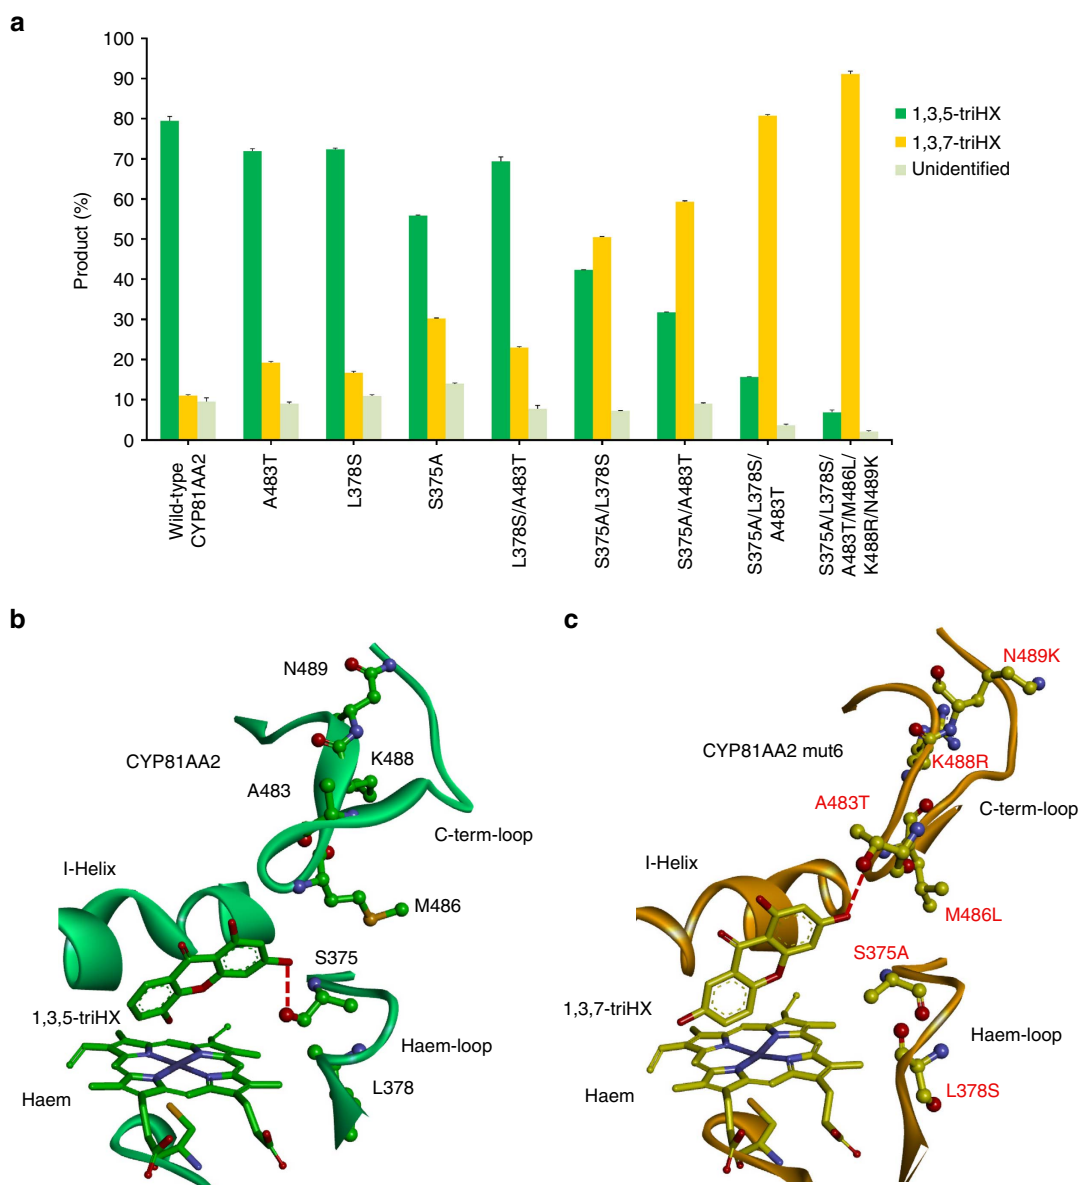 a
100
90
80
70
60
50
40
30
20
10
0
Product (%)
1,3,5-triHX
1,3,7-triHX
Unidentified
Wild-type
CYP81AA2
A483T
L378S
S375A
L378S/A483T
S375A/L378S
S375A/A483T
S375A/L378S/
A483T
S375A/L378S/
A483T/M486L/
K488R/N489K
b
N489
CYP81AA2
K488
A483
C-term-loop
I-Helix
M486
S375
1,3,5-triHX
Haem-loop
Haem
L378
c
N489K
CYP81AA2 mut6
K488R
A483T
C-term-loop
I-Helix
M486L
S375A
1,3,7-triHX
Haem-loop
Haem
L378S